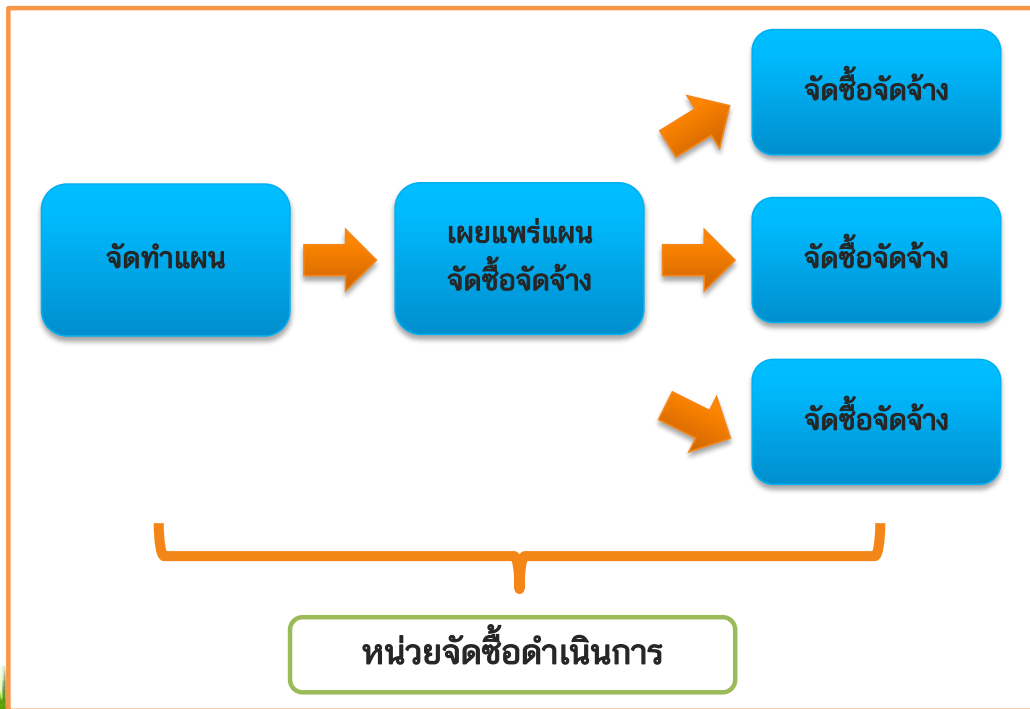 จัดทำแผน
เผยแพร่แผน
จัดซื้อจัดจ้าง
จัดซื้อจัดจ้าง
จัดซื้อจัดจ้าง
จัดซื้อจัดจ้าง
หน่วยจัดซื้อดำเนินการ